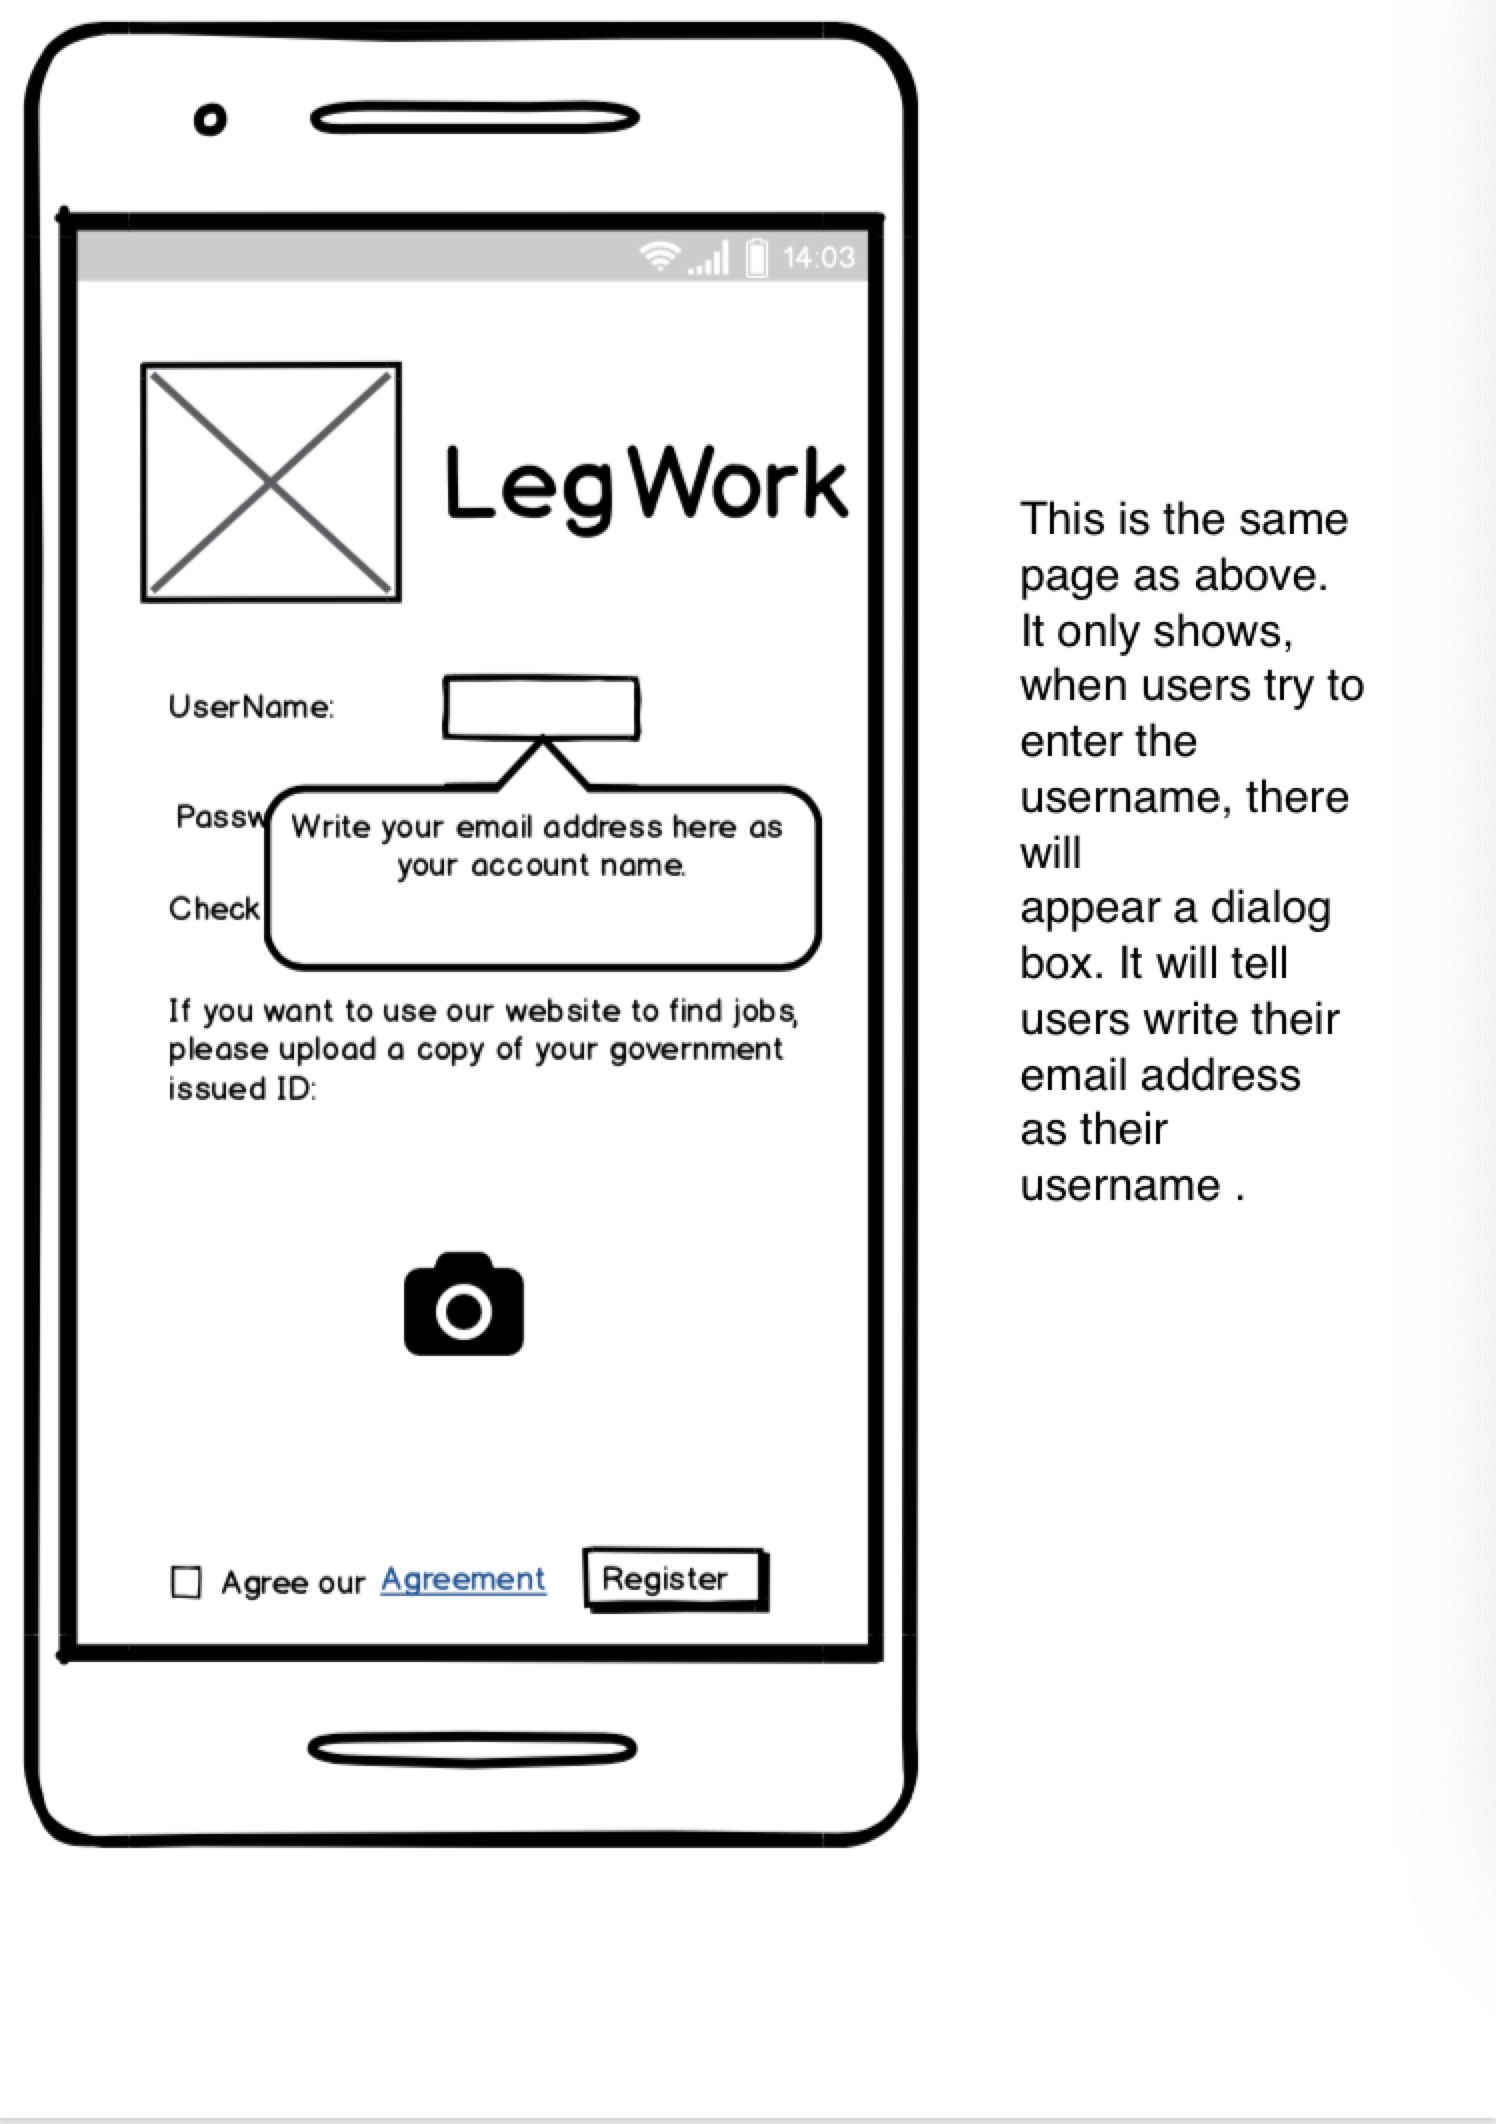 14:03
LegWork
UserName:
Passw
Write your email address here as
your account name.
Check
If you want to use our website to find jobs,
please upload a copy of your government
issued ID:
Agree our Agreement
Register
This is the same
page as above.
It only shows,
when users try to
enter the
username, there
will
appear a dialog
box. It will tell
users write their
email address
as their
username .